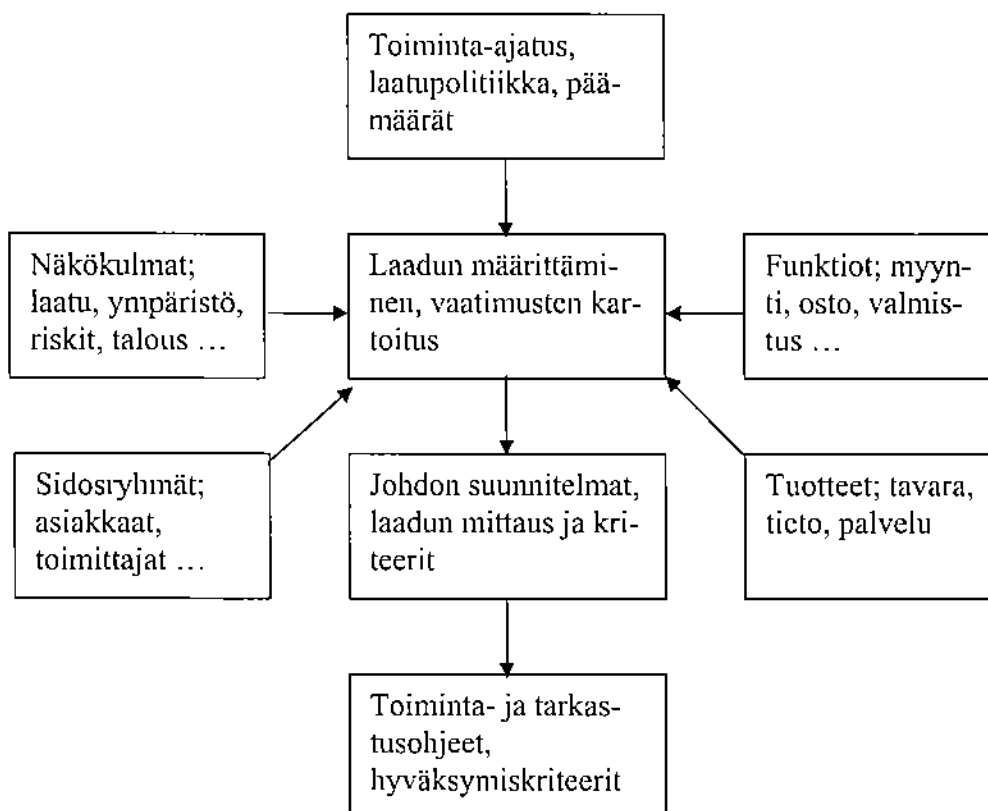 Toiminta-ajatus,
laatupolitiikka, pää-
määrät
Näkökulmat;
laatu, ympäristö,
riskit, talous ...
Laadun määrittämi-
nen, vaatimusten kar-
toitus
Funktiot; myyn-
ti, osto, valmis-
tus ...
Sidosryhmät;
asiakkaat,
toimittajat ...
Johdon suunnitelmat,
laadun mittaus ja kri-
teerit
Tuotteet; tavara,
tieto, palvelu
Toiminta- ja tarkas-
tusohjeet,
hyväksymiskriteerit